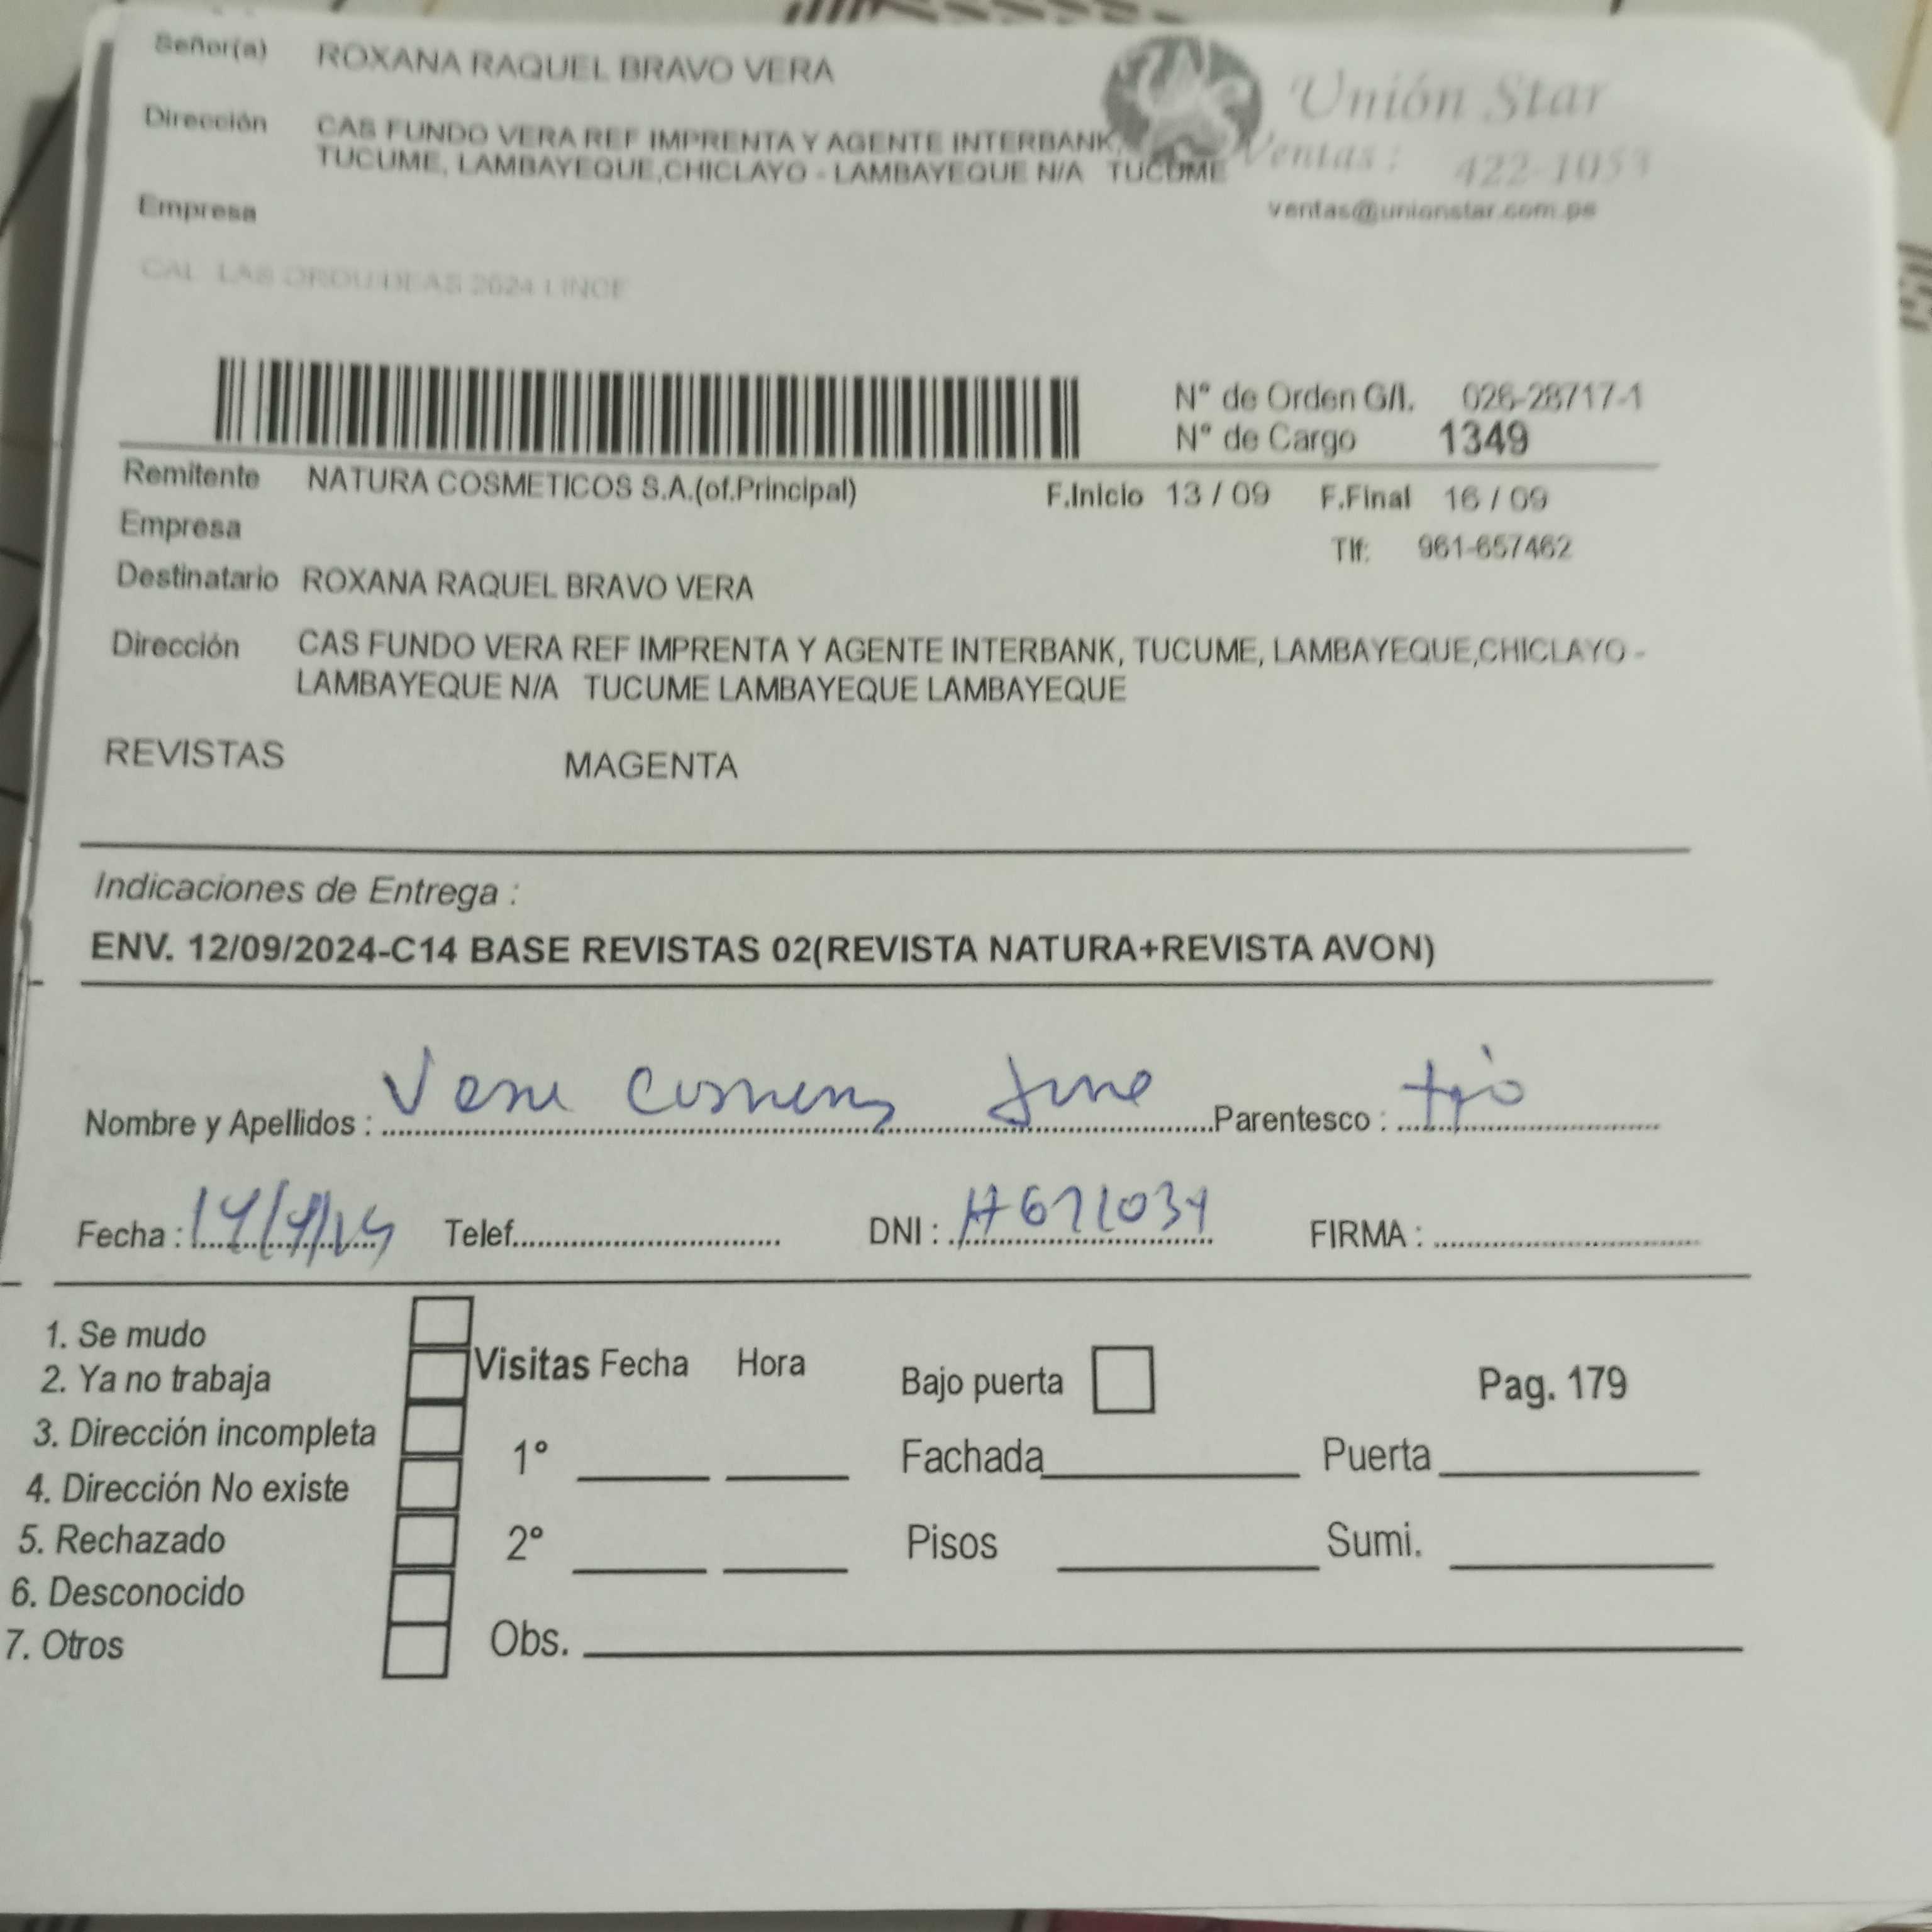 Señor(a) ROXANA RAQUEL BRAVO VERA
Unión Star
Dirección CAS FUNDO VERA REF IMPRENTA Y AGENTE INTERBANK,
TUCUME, LAMBAYEQUE,CHICLAYO - LAMBAYEQUE N/A TUCUME
Ventas: 422-1053
Empresa
ventas@unionstar.com.pe
CAL LAS 2624 LINCE
N° de Orden G/I. 026-28717-1
N° de Cargo 1349
Remitente NATURA COSMETICOS S.A.(of.Principal) F.Inicio 13 / 09 F.Final 16 / 09
Empresa
Tlf: 961-657462
Destinatario ROXANA RAQUEL BRAVO VERA
Dirección CAS FUNDO VERA REF IMPRENTA Y AGENTE INTERBANK, TUCUME, LAMBAYEQUE,CHICLAYO -
LAMBAYEQUE N/A TUCUME LAMBAYEQUE LAMBAYEQUE
REVISTAS MAGENTA
Indicaciones de Entrega :
ENV. 12/09/2024-C14 BASE REVISTAS 02(REVISTA NATURA+REVISTA AVON)
Nombre y Apellidos : Parentesco : tío
Fecha : Telef. DNI : FIRMA :
1. Se mudo
2. Ya no trabaja
3. Dirección incompleta
4. Dirección No existe
5. Rechazado
6. Desconocido
7. Otros
Visitas Fecha Hora
1°
2°
Obs.
Bajo puerta
Pag. 179
Fachada Puerta
Pisos Sumi.